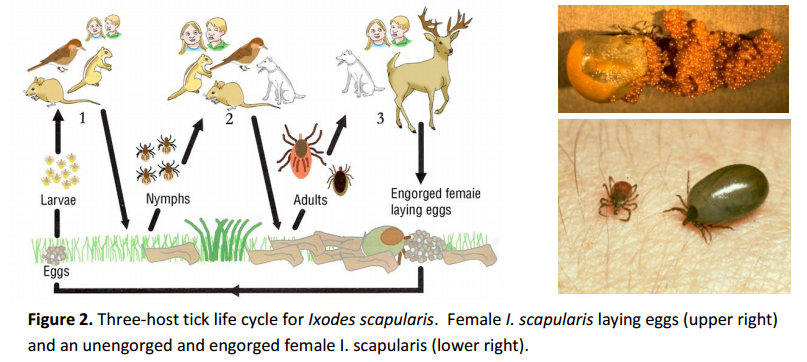 1
2
3
Larvae
Nymphs
Adults
Engorged female
laying eggs
Eggs
Figure 2. Three-host tick life cycle for Ixodes scapularis. Female I. scapularis laying eggs (upper right)
and an unengorged and engorged female I. scapularis (lower right).